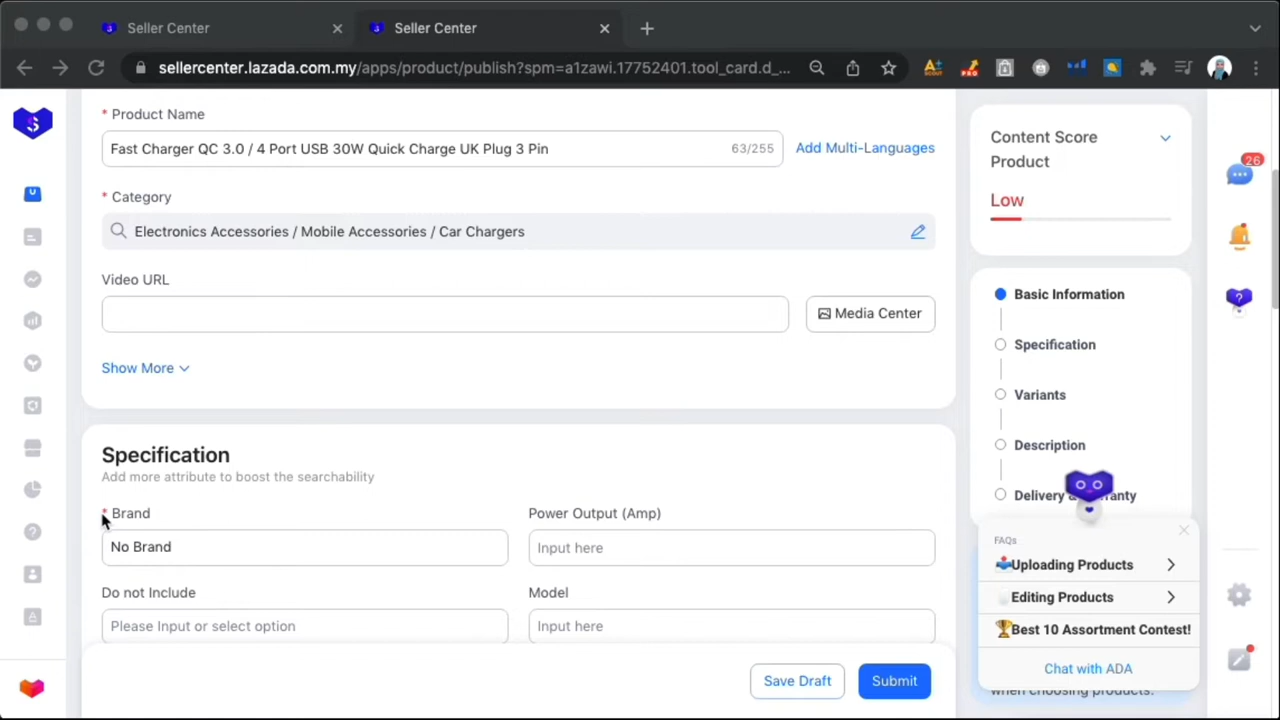 Seller Center
Seller Center
sellercenter.lazada.com.my/apps/product/publish?spm=a1zawi.17752401.tool_card.d_...
* Product Name
Fast Charger QC 3.0 / 4 Port USB 30W Quick Charge UK Plug 3 Pin
63/255
Add Multi-Languages
* Category
Electronics Accessories / Mobile Accessories / Car Chargers
Video URL
Media Center
Show More
Specification
Add more attribute to boost the searchability
* Brand
Power Output (Amp)
No Brand
Input here
Do not Include
Model
Please Input or select option
Input here
Save Draft
Submit
Content Score
Product
Low
Basic Information
Specification
Variants
Description
Delivery &
FAQs
Uploading Products
Editing Products
Best 10 Assortment Contest!
Chat with ADA
when choosing products.
26